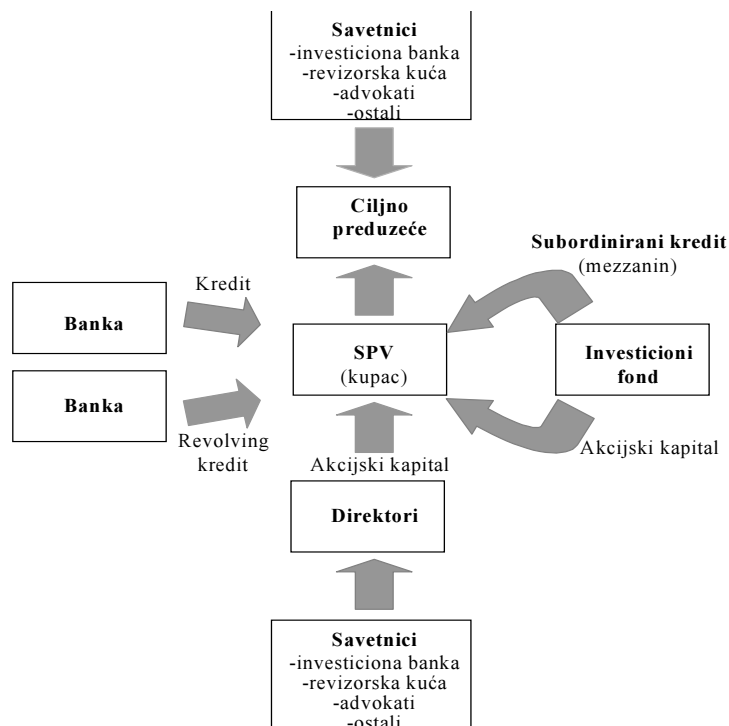 Savetnici
-investiciona banka
-revizorska kuća
-advokati
-ostali
Ciljno
preduzeće
Subordinirani kredit
(mezzanin)
Kredit
Banka
SPV
(kupac)
Investicioni
fond
Banka
Revolving
kredit
Akcijski kapital
Akcijski kapital
Direktori
Savetnici
-investiciona banka
-revizorska kuća
-advokati
-ostali